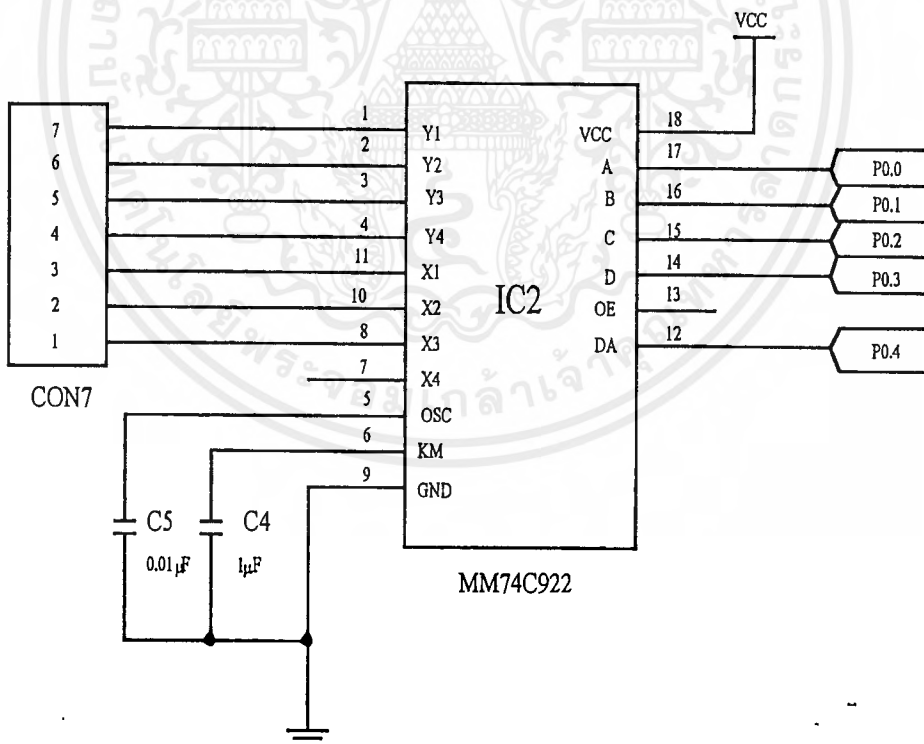 VCC
7
6
5
4
3
2
1
CON7
1
2
3
4
11
10
8
7
5
6
9
Y1
Y2
Y3
Y4
X1
X2
X3
X4
OSC
KM
GND
IC2
VCC
A
B
C
D
OE
DA
18
17
16
15
14
13
12
P0.0
P0.1
P0.2
P0.3
P0.4
C5
0.01µF
C4
1µF
MM74C922